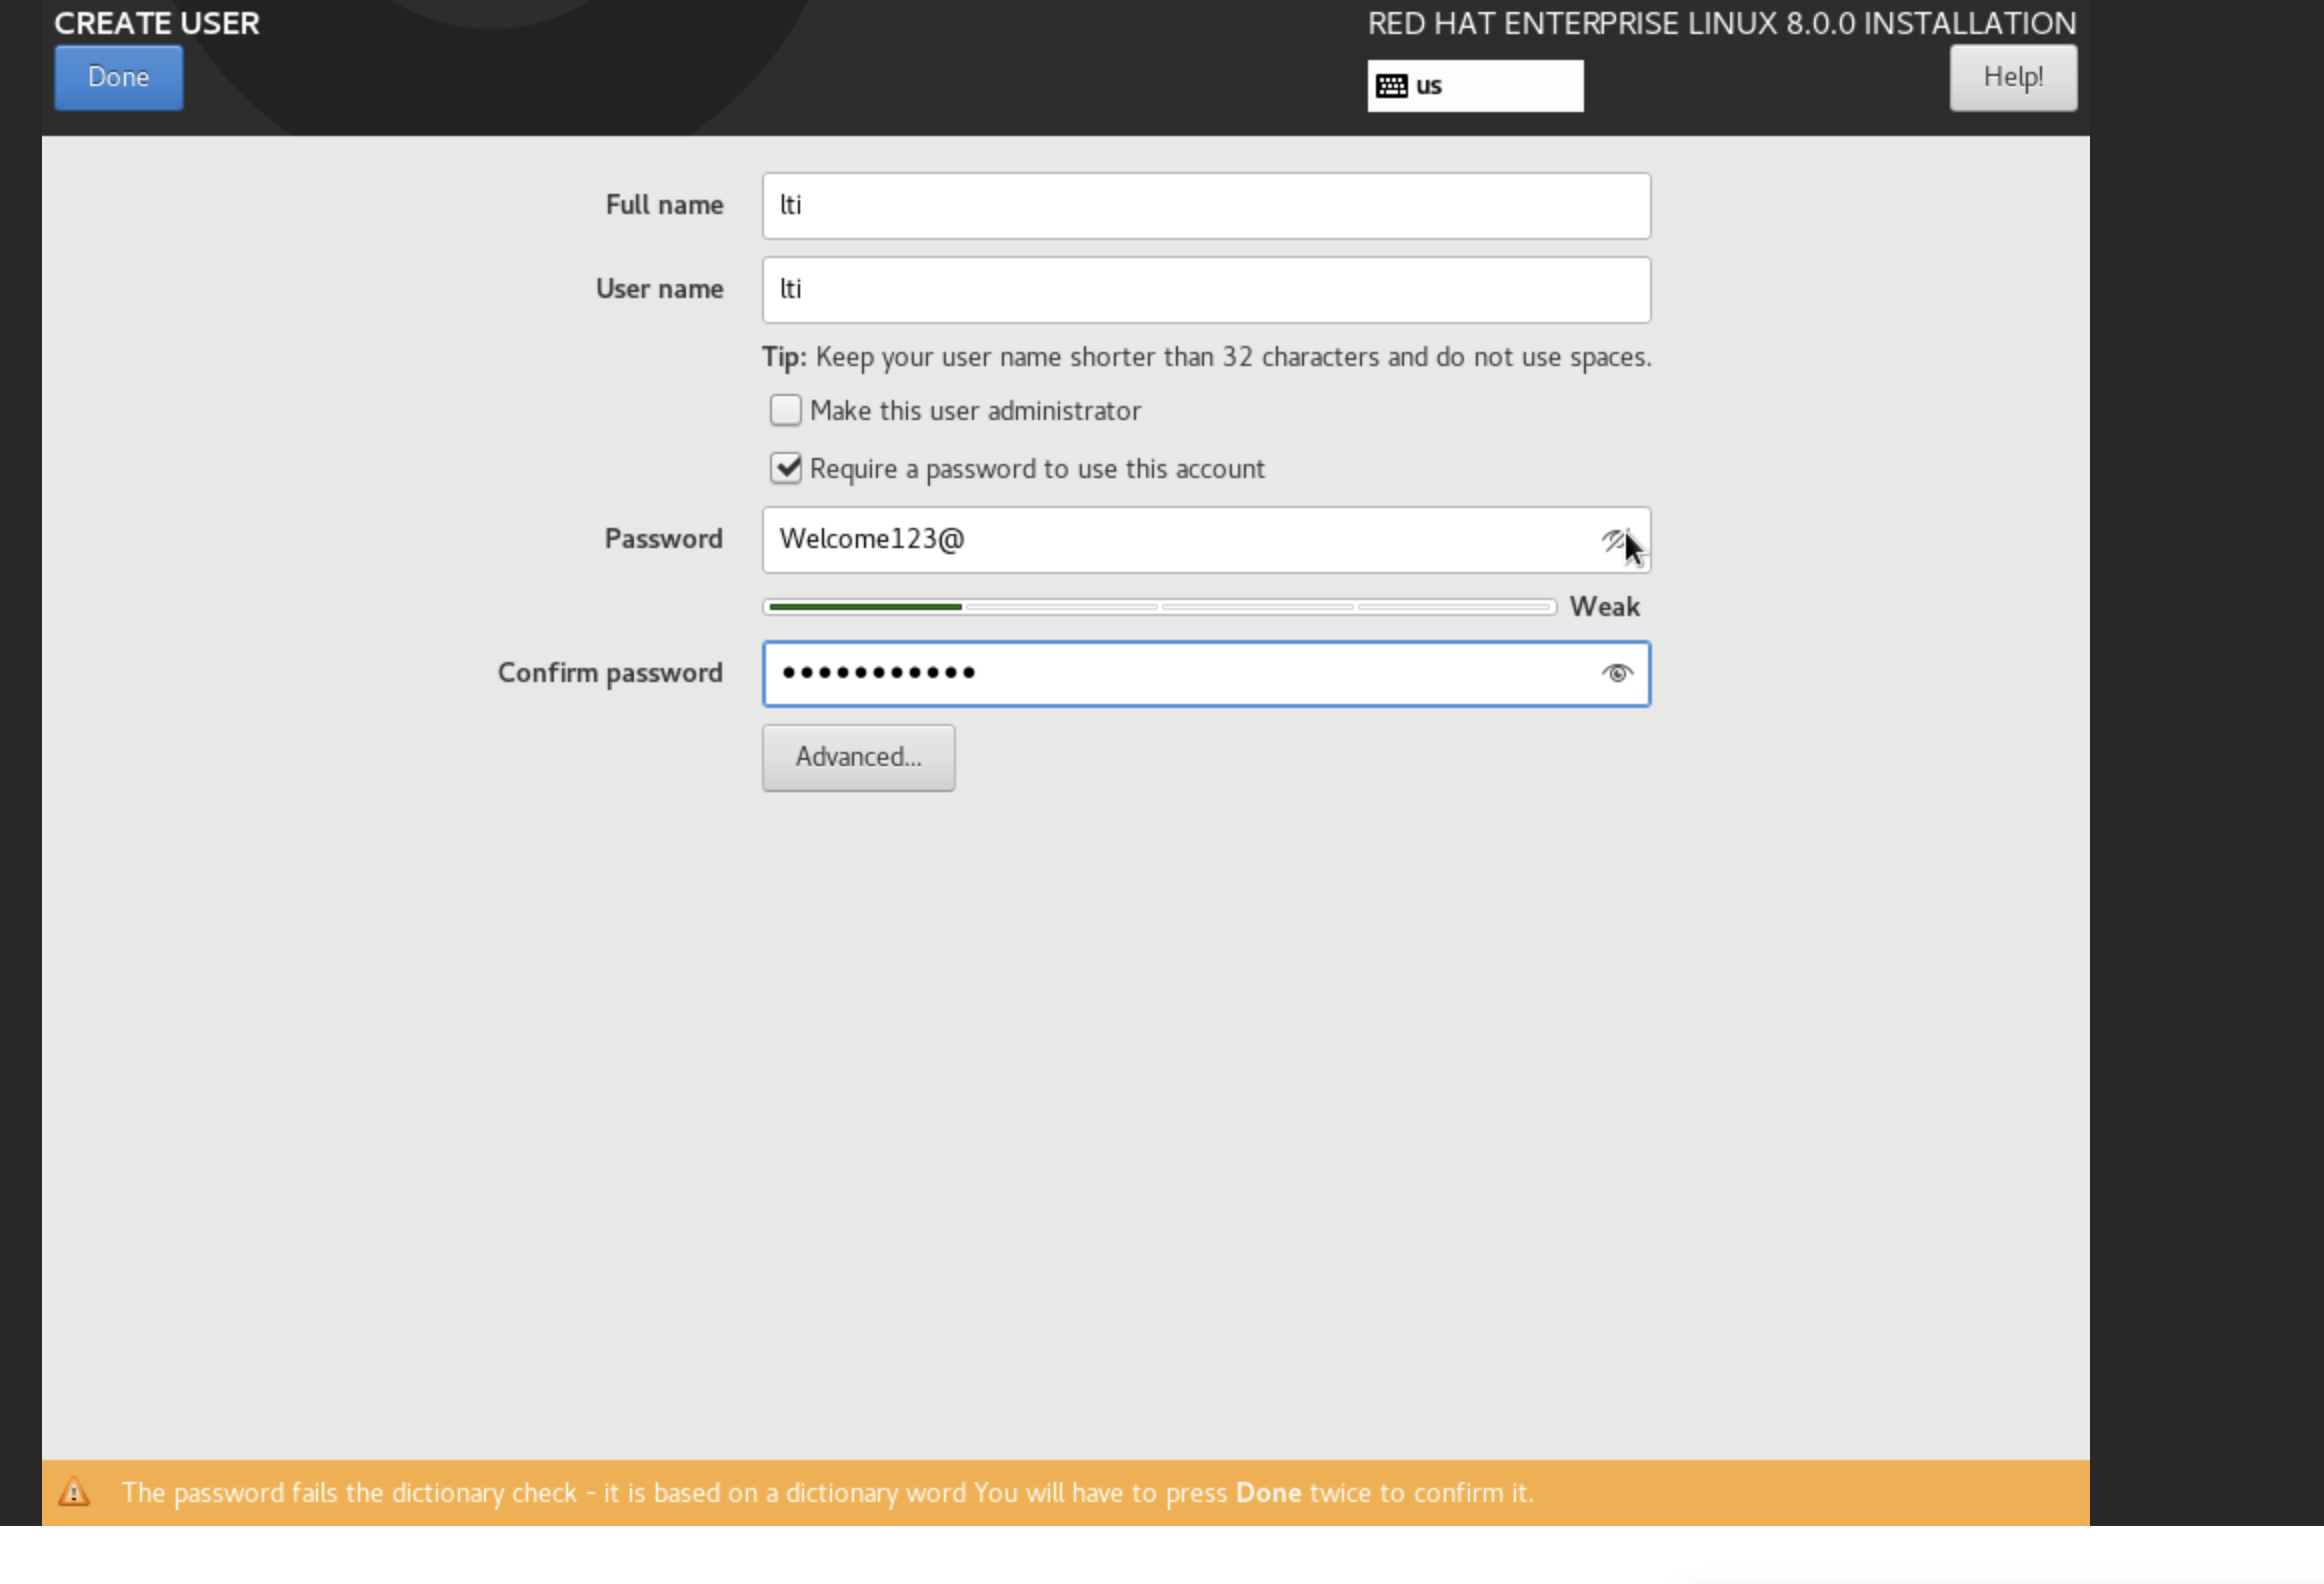 CREATE USER
RED HAT ENTERPRISE LINUX 8.0.0 INSTALLATION
Done
us
Help!
Full name
lti
User name
lti
Tip: Keep your user name shorter than 32 characters and do not use spaces.
Make this user administrator
Require a password to use this account
Password
Welcome123@
Weak
Confirm password
•••••••••••
Advanced...
The password fails the dictionary check - it is based on a dictionary word You will have to press Done twice to confirm it.